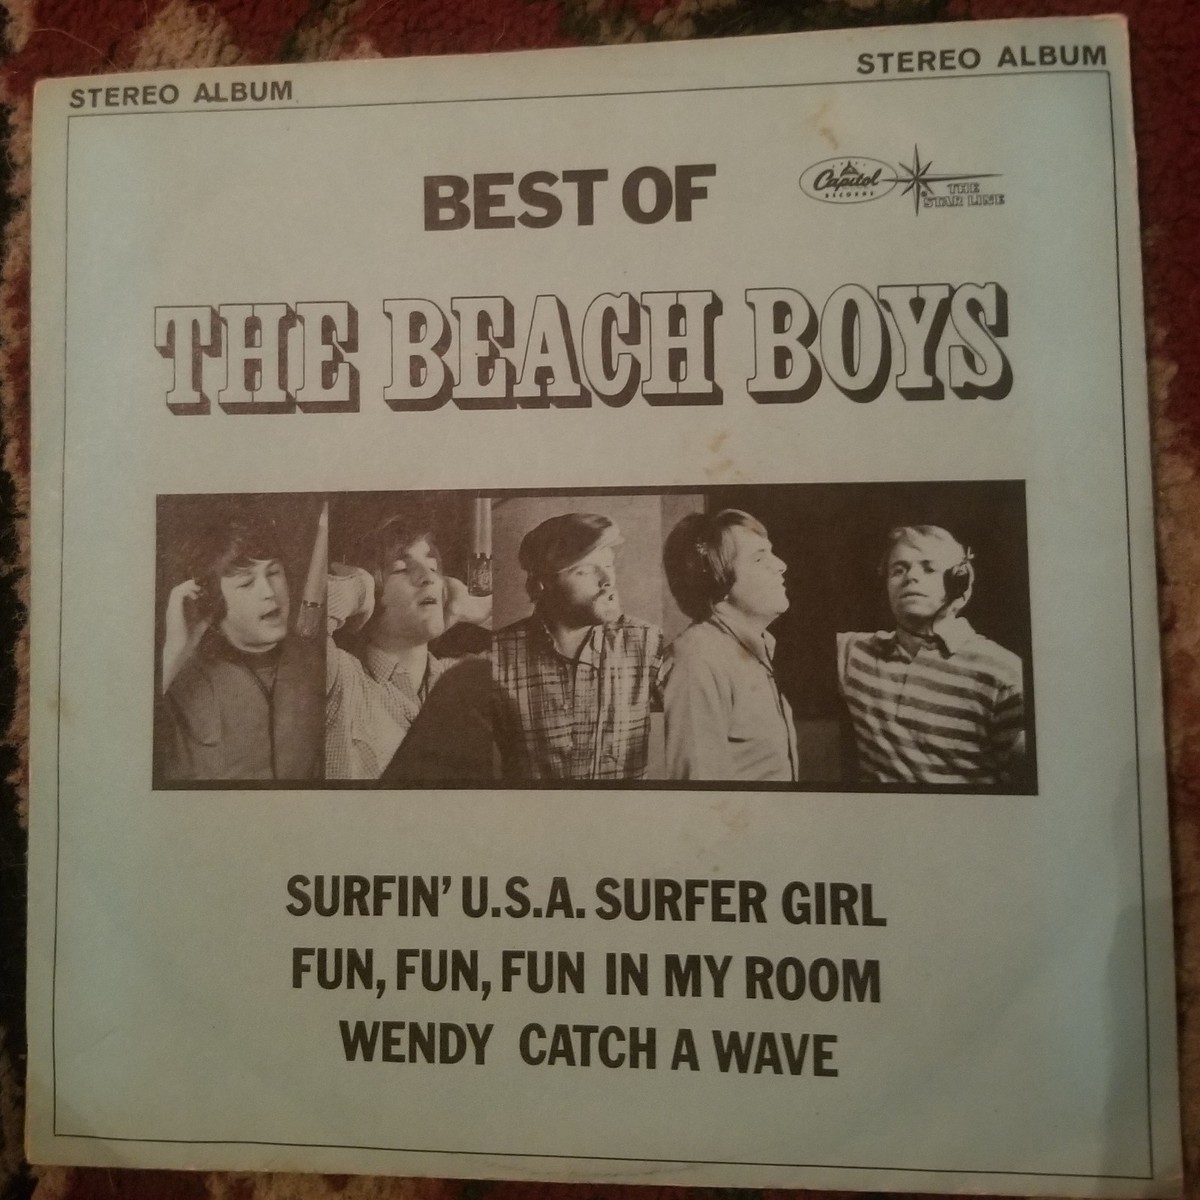 STEREO ALBUM
STEREO ALBUM
BEST OF
Capitol
RECORDS
THE
STAR LINE
THE BEACH BOYS
SURFIN' U.S.A. SURFER GIRL
FUN, FUN, FUN IN MY ROOM
WENDY CATCH A WAVE